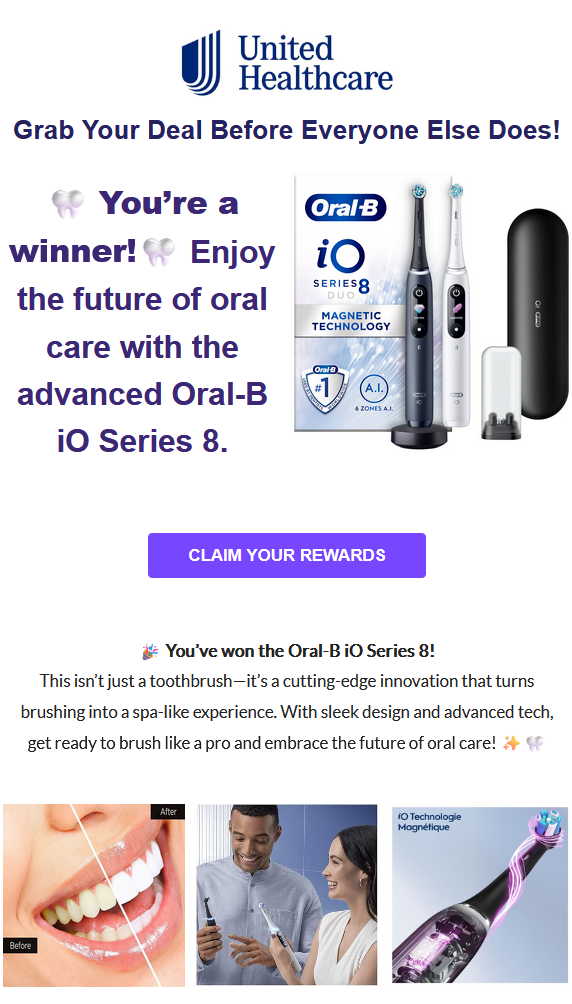 United
Healthcare
Grab Your Deal Before Everyone Else Does!
🦷 You’re a
winner!🦷 Enjoy
the future of oral
care with the
advanced Oral-B
iO Series 8.
Oral-B
iO
SERIES 8
DUO
MAGNETIC
TECHNOLOGY
Oral-B
#1
A.I.
6 ZONES A.I.
CLAIM YOUR REWARDS
🎉 You’ve won the Oral-B iO Series 8!
This isn’t just a toothbrush—it’s a cutting-edge innovation that turns
brushing into a spa-like experience. With sleek design and advanced tech,
get ready to brush like a pro and embrace the future of oral care! ✨ 🦷
After
Before
iO Technologie
Magnétique